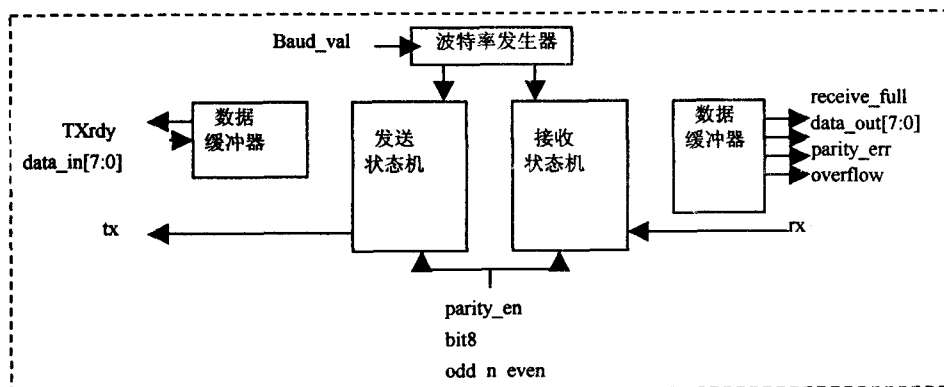 Baud_val
波特率发生器
TXrdy
data_in[7:0]
tx
数据
缓冲器
发送
状态机
接收
状态机
数据
缓冲器
receive_full
data_out[7:0]
parity_err
overflow
rx
parity_en
bit8
odd n even